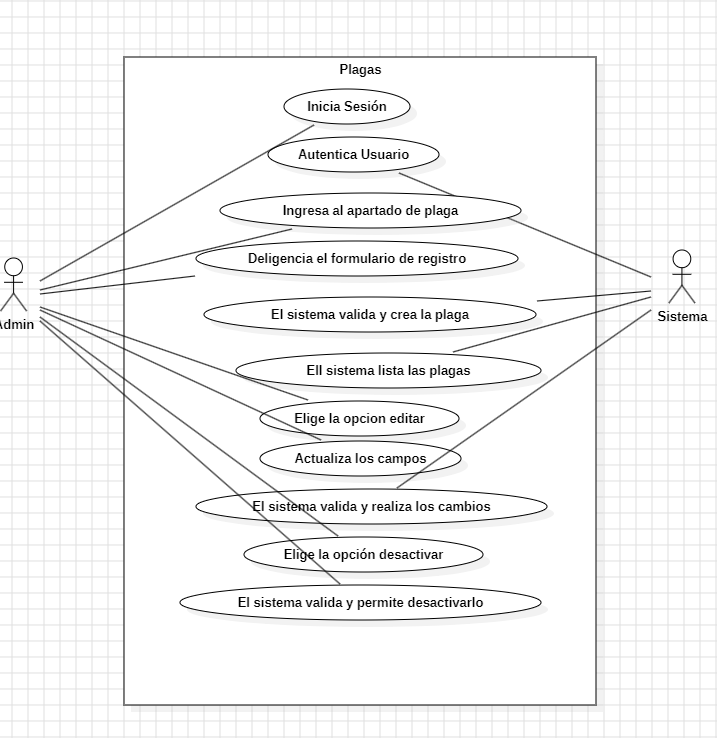 Plagas
Inicia Sesión
Autentica Usuario
Ingresa al apartado de plaga
Deligencia el formulario de registro
El sistema valida y crea la plaga
Ell sistema lista las plagas
Elige la opcion editar
Actualiza los campos
El sistema valida y realiza los cambios
Elige la opción desactivar
El sistema valida y permite desactivarlo
Admin
Sistema